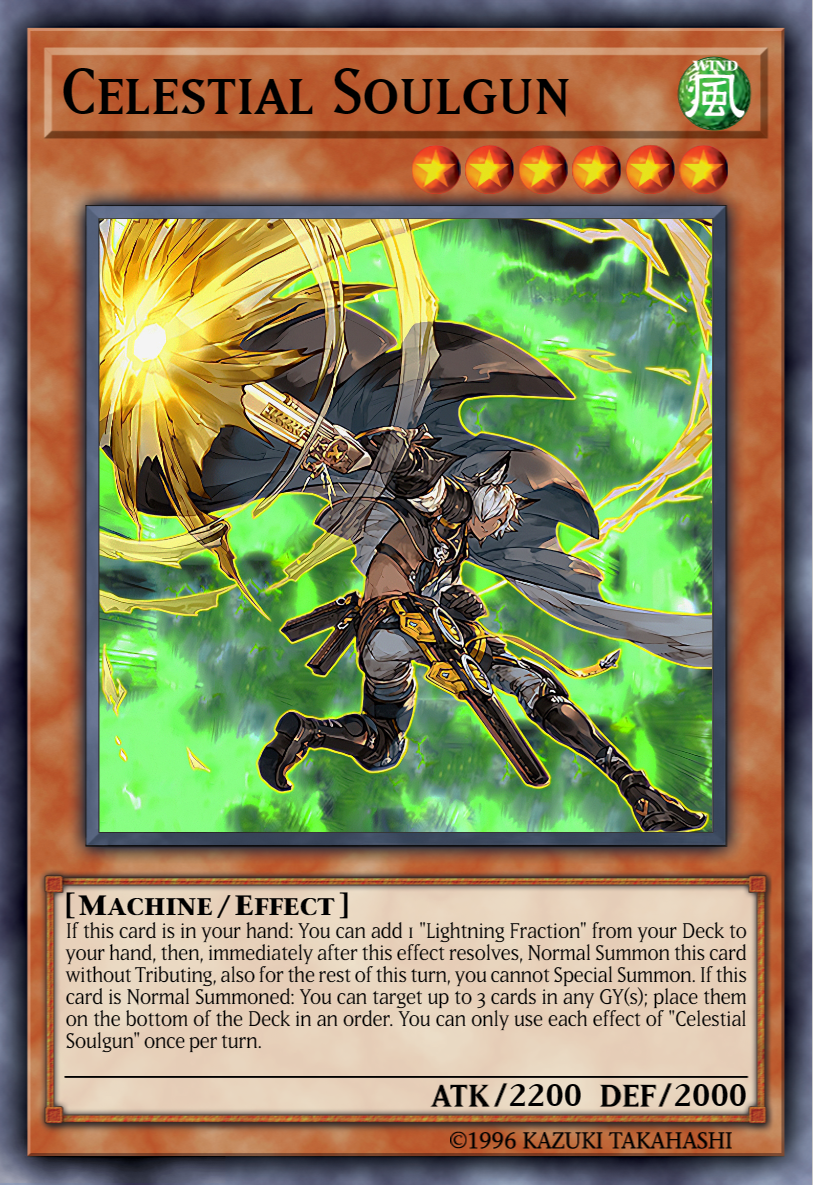 Celestial Soulgun
WIND
風
[Machine/Effect]
If this card is in your hand: You can add 1 "Lightning Fraction" from your Deck to
your hand, then, immediately after this effect resolves, Normal Summon this card
without Tributing, also for the rest of this turn, you cannot Special Summon. If this
card is Normal Summoned: You can target up to 3 cards in any GY(s); place them
on the bottom of the Deck in an order. You can only use each effect of "Celestial
Soulgun" once per turn.
ATK/2200 DEF/2000
©1996 KAZUKI TAKAHASHI